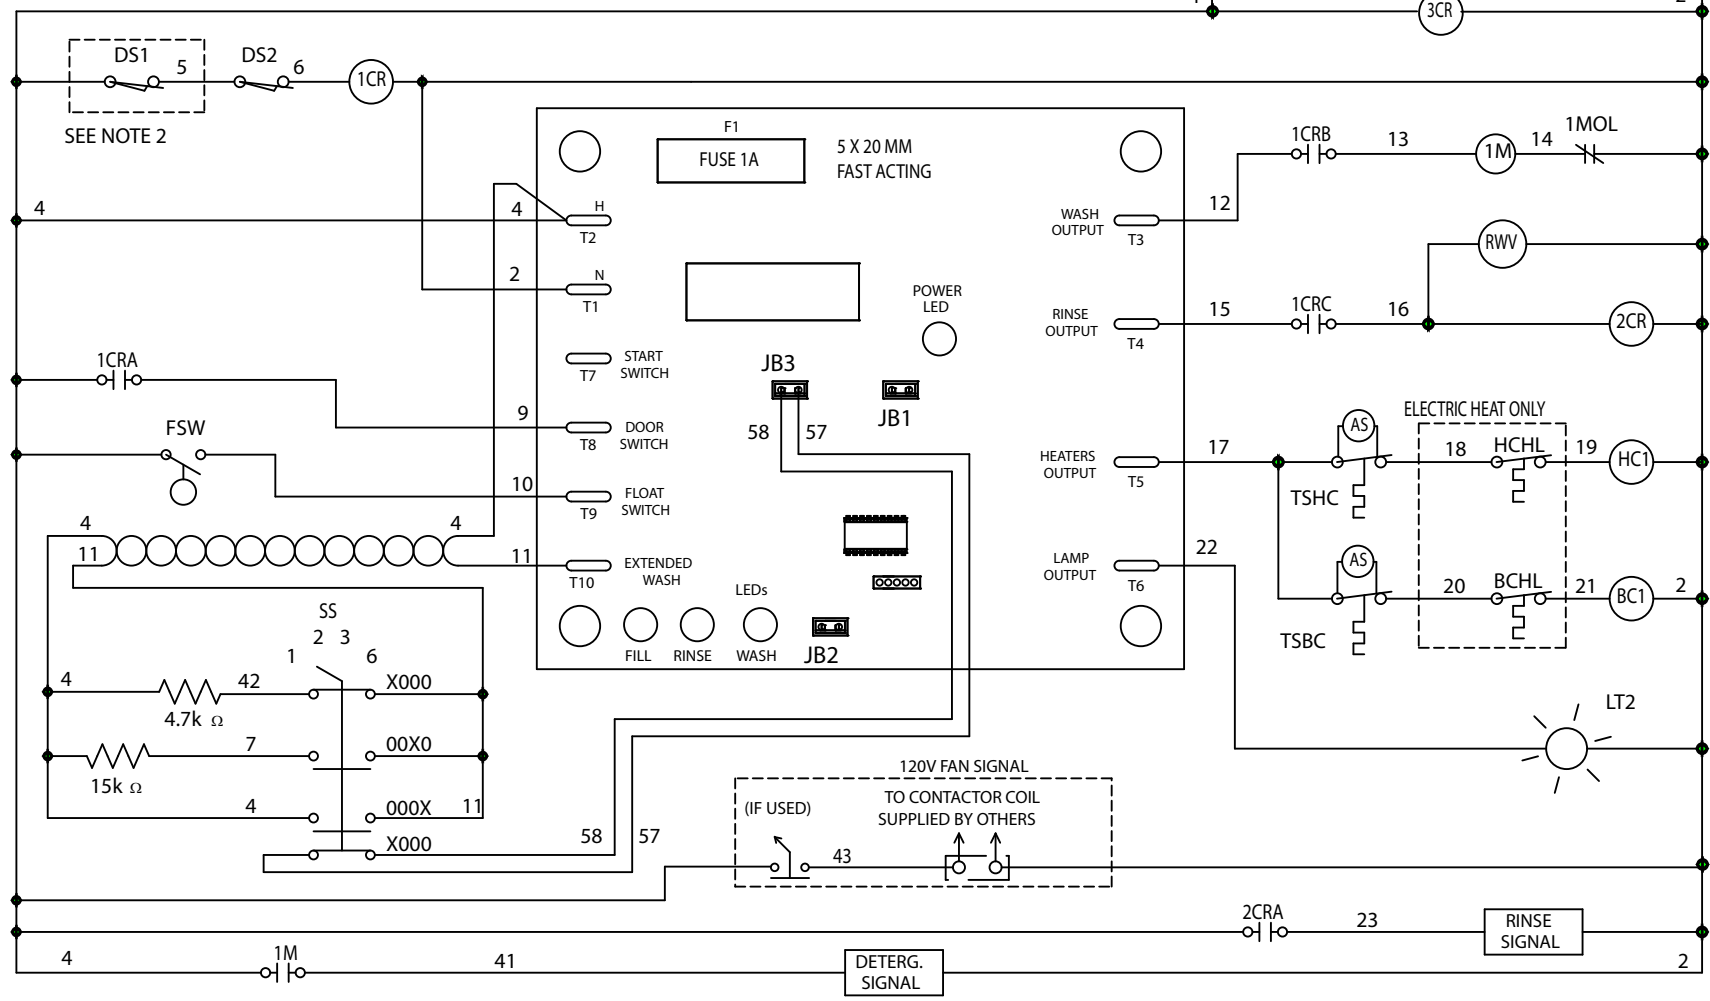 3CR
DS1
5
DS2
6
1CR
SEE NOTE 2
F1
FUSE 1A
5 X 20 MM
FAST ACTING
1CRB
13
1M
14
1MOL
4
4
H
T2
WASH
OUTPUT
T3
12
RWV
2
N
T1
POWER
LED
RINSE
OUTPUT
T4
15
1CRC
16
2CR
1CRA
START
SWITCH
T7
JB3
JB1
58
57
9
DOOR
SWITCH
T8
FSW
10
FLOAT
SWITCH
T9
HEATERS
OUTPUT
T5
17
AS
TSHC
ELECTRIC HEAT ONLY
18
HCHL
19
HC1
4
11
4
11
EXTENDED
WASH
T10
LEDs
FILL
RINSE
WASH
JB2
LAMP
OUTPUT
T6
22
AS
TSBC
20
BCHL
21
BC1
2
SS
2 3
1
6
4
42
X000
4.7k Ω
7
00X0
15k Ω
4
000X
11
X000
58
57
LT2
120V FAN SIGNAL
(IF USED)
TO CONTACTOR COIL
SUPPLIED BY OTHERS
43
2CRA
23
RINSE
SIGNAL
4
1M
41
DETERG.
SIGNAL
2